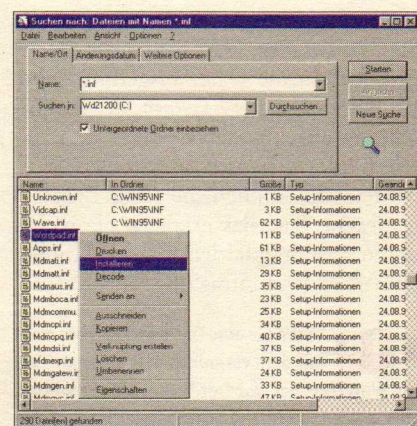 Suchen nach: Dateien mit Namen *.inf
Datei Bearbeiten Ansicht Optionen ?
Name/Ort Änderungsdatum Weitere Optionen
Starten
Name: *.inf
Anhalten
Suchen in: Wd21200 (C:) Durchsuchen
Neue Suche
Untergeordnete Ordner einbeziehen
Name In Ordner Größe Typ Geände
Unknown.inf C:\WIN95\INF 1 KB Setup-Informationen 24.08.9
Vidcap.inf C:\WIN95\INF 3 KB Setup-Informationen 24.08.9
Wave.inf C:\WIN95\INF 62 KB Setup-Informationen 24.08.9
Wordpad.inf 11 KB Setup-Informationen 24.08.9
Apps.inf 61 KB Setup-Informationen 24.08.9
Mdmati.inf 13 KB Setup-Informationen 24.08.9
Mdmatt.inf 29 KB Setup-Informationen 24.08.9
Mdmaus.inf 35 KB Setup-Informationen 24.08.9
Mdmboca.inf 23 KB Setup-Informationen 24.08.9
Mdmcommu. 25 KB Setup-Informationen 24.08.9
Mdmcpi.inf 34 KB Setup-Informationen 24.08.9
Mdmcpq.inf 40 KB Setup-Informationen 24.08.9
Mdmdsi.inf 37 KB Setup-Informationen 24.08.9
Mdmexp.inf 37 KB Setup-Informationen 24.08.9
Mdmgatew.ir 24 KB Setup-Informationen 24.08.9
Mdmgen.inf 33 KB Setup-Informationen 24.08.9
47 KB Setup-Informationen 24.08.9
Öffnen
Drucken
Installieren
Decode
Senden an
Ausschneiden
Kopieren
Verknüpfung erstellen
Löschen
Umbenennen
Eigenschaften
290 Datei(en) gefunden